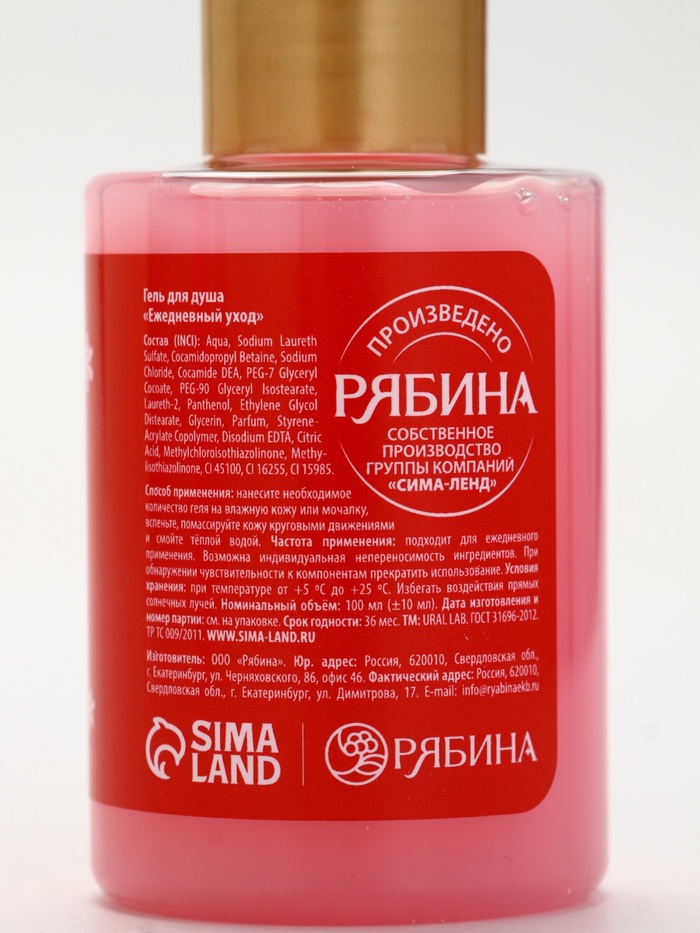 Гель для душа
«Ежедневный уход»
Состав (INCI): Aqua, Sodium Laureth
Sulfate, Cocamidopropyl Betaine, Sodium
Chloride, Cocamide DEA, PEG-7 Glyceryl
Cocoate, PEG-90 Glyceryl Isostearate,
Laureth-2, Panthenol, Ethylene Glycol
Distearate, Glycerin, Parfum, Styrene-
Acrylate Copolymer, Disodium EDTA, Citric
Acid, Methylchloroisothiazolinone, Methy-
lisothiazolinone, CI 45100, CI 16255, CI 15985.
ПРОИЗВЕДЕНО
РЯБИНА
СОБСТВЕННОЕ
ПРОИЗВОДСТВО
ГРУППЫ КОМПАНИЙ
«СИМА-ЛЕНД»
Способ применения: нанесите необходимое
количество геля на влажную кожу или мочалку,
вспеньте, помассируйте кожу круговыми движениями
и смойте тёплой водой. Частота применения: подходит для ежедневного
применения. Возможна индивидуальная непереносимость ингредиентов. При
обнаружении чувствительности к компонентам прекратить использование. Условия
хранения: при температуре от +5 ºС до +25 ºС. Избегать воздействия прямых
солнечных лучей. Номинальный объём: 100 мл (±10 мл). Дата изготовления и
номер партии: см. на упаковке. Срок годности: 36 мес. ТМ: URAL LAB. ГОСТ 31696-2012.
ТР ТС 009/2011. WWW.SIMA-LAND.RU
Изготовитель: ООО «Рябина». Юр. адрес: Россия, 620010, Свердловская обл.,
г. Екатеринбург, ул. Черняховского, 86, офис 46. Фактический адрес: Россия, 620010,
Свердловская обл., г. Екатеринбург, ул. Димитрова, 17. E-mail: info@ryabinaekb.ru
SIMA
LAND
РЯБИНА